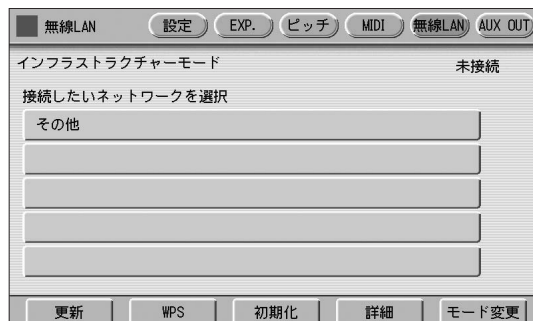 無線LAN 設定 EXP. ピッチ MIDI 無線LAN AUX OUT
インフラストラクチャーモード 未接続
接続したいネットワークを選択
その他
更新 WPS 初期化 詳細 モード変更